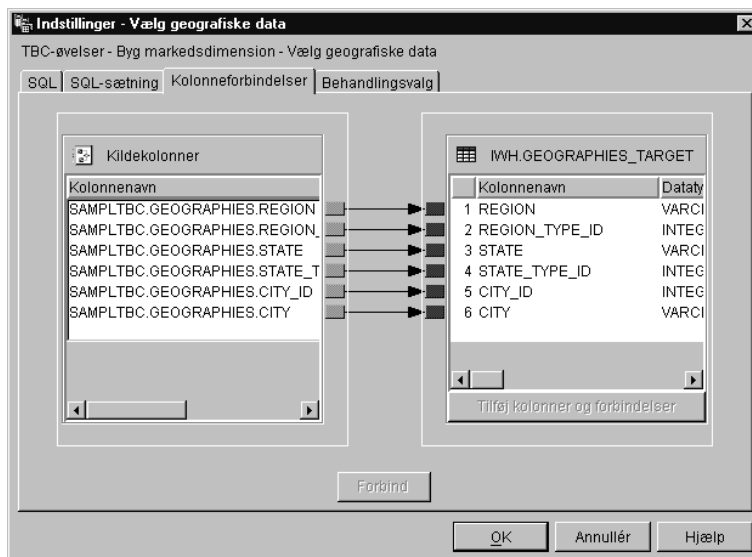 Indstillinger - Vælg geografiske data
TBC-øvelser - Byg markedsdimension - Vælg geografiske data
SQL SQL-sætning Kolonneforbindelser Behandlingsvalg
Kildekolonner
Kolonnenavn
SAMPLTBC.GEOGRAPHIES.REGION
SAMPLTBC.GEOGRAPHIES.REGION_
SAMPLTBC.GEOGRAPHIES.STATE
SAMPLTBC.GEOGRAPHIES.STATE_T
SAMPLTBC.GEOGRAPHIES.CITY_ID
SAMPLTBC.GEOGRAPHIES.CITY
IWH.GEOGRAPHIES_TARGET
Kolonnenavn Dataty
1 REGION VARCI
2 REGION_TYPE_ID INTEG
3 STATE VARCI
4 STATE_TYPE_ID INTEG
5 CITY_ID INTEG
6 CITY VARCI
Tilføj kolonner og forbindelser
Forbind
OK Annullér Hjælp